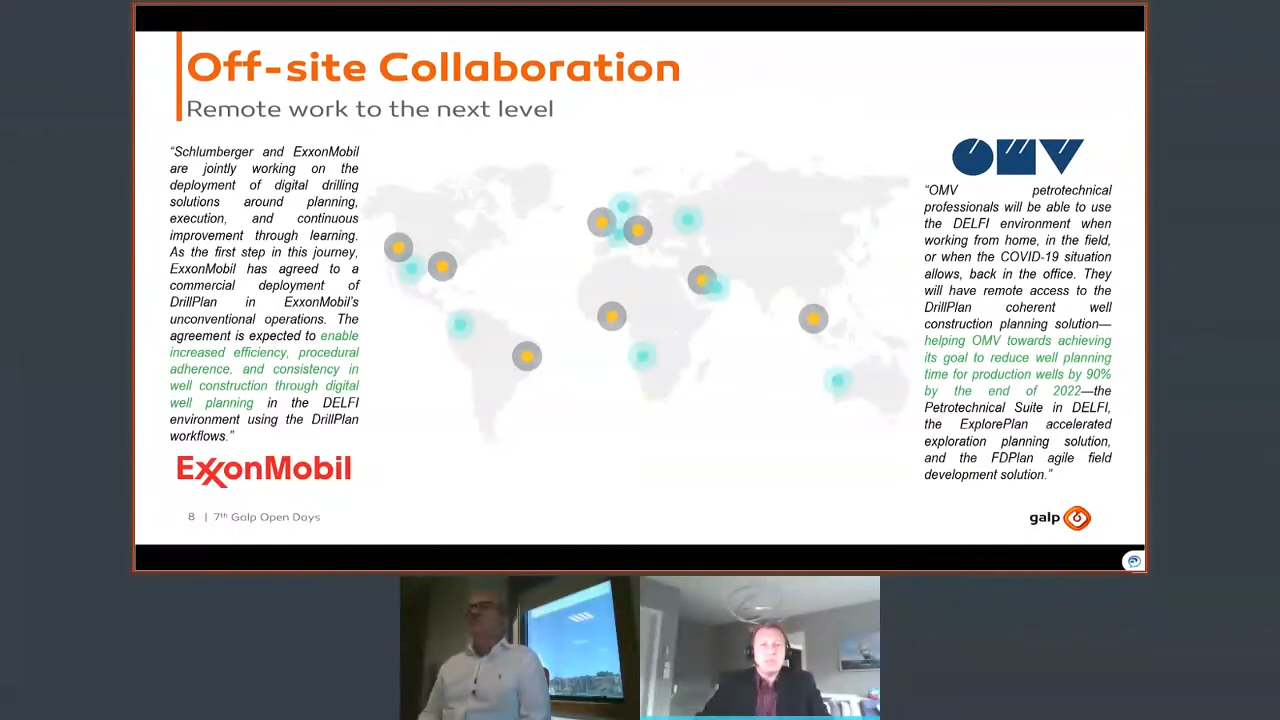 Off-site Collaboration
Remote work to the next level
“Schlumberger and ExxonMobil
are jointly working on the
deployment of digital drilling
solutions around planning,
execution, and continuous
improvement through learning.
As the first step in this journey,
ExxonMobil has agreed to a
commercial deployment of
DrillPlan in ExxonMobil’s
unconventional operations. The
agreement is expected to enable
increased efficiency, procedural
adherence, and consistency in
well construction through digital
well planning in the DELFI
environment using the DrillPlan
workflows.”
ExxonMobil
OMV
“OMV petrotechnical
professionals will be able to use
the DELFI environment when
working from home, in the field,
or when the COVID-19 situation
allows, back in the office. They
will have remote access to the
DrillPlan coherent well
construction planning solution—
helping OMV towards achieving
its goal to reduce well planning
time for production wells by 90%
by the end of 2022—the
Petrotechnical Suite in DELFI,
the ExplorePlan accelerated
exploration planning solution,
and the FDPlan agile field
development solution.”
8 | 7th Galp Open Days
galp